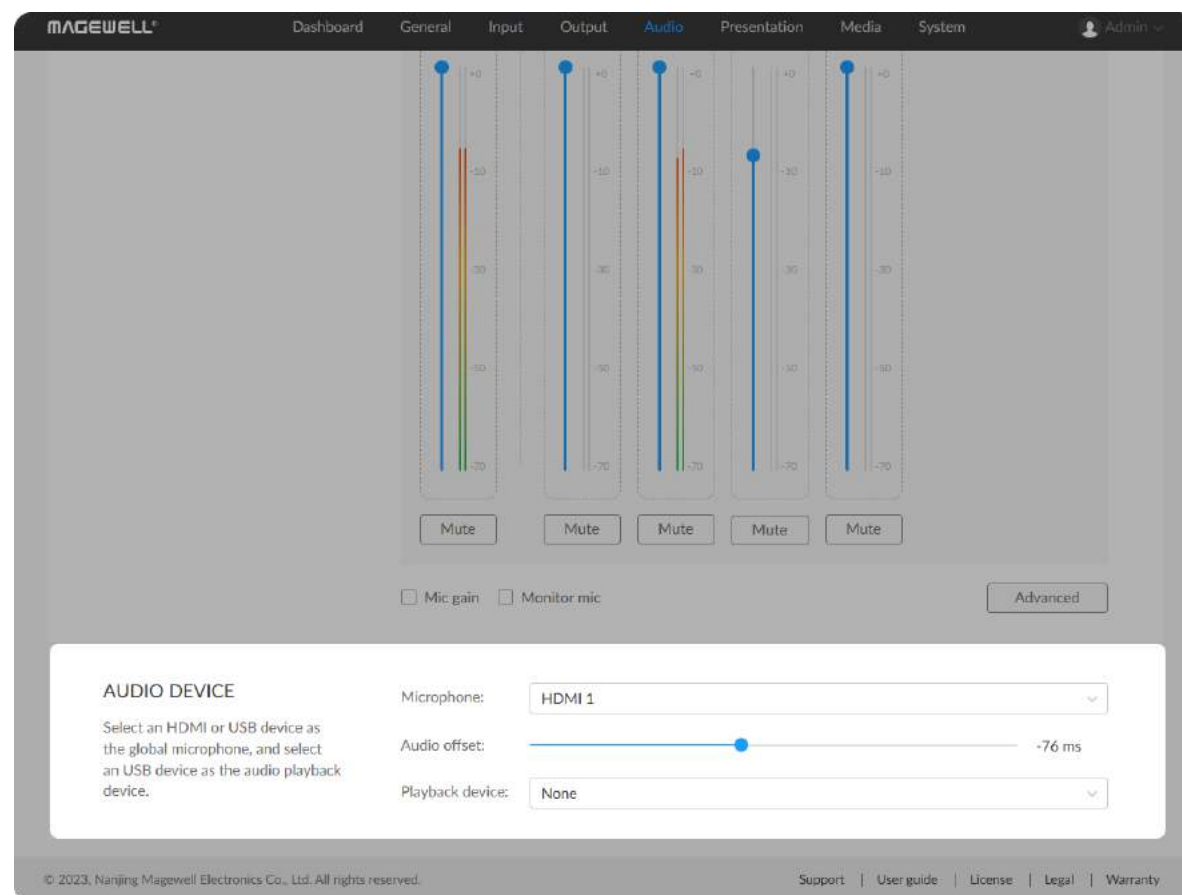 MAGEWELL® Dashboard General Input Output Audio Presentation Media System Admin
+0 +0 +0 +0 +0
-10 -10 -10 -10 -10
-30 -30 -30 -30 -30
-50 -50 -50 -50 -50
-70 -70 -70 -70 -70
Mute Mute Mute Mute Mute
Mic gain Monitor mic Advanced
AUDIO DEVICE
Select an HDMI or USB device as
the global microphone, and select
an USB device as the audio playback
device.
Microphone: HDMI 1
Audio offset: -76 ms
Playback device: None
© 2023, Nanjing Magewell Electronics Co., Ltd. All rights reserved. Support | User guide | License | Legal | Warranty